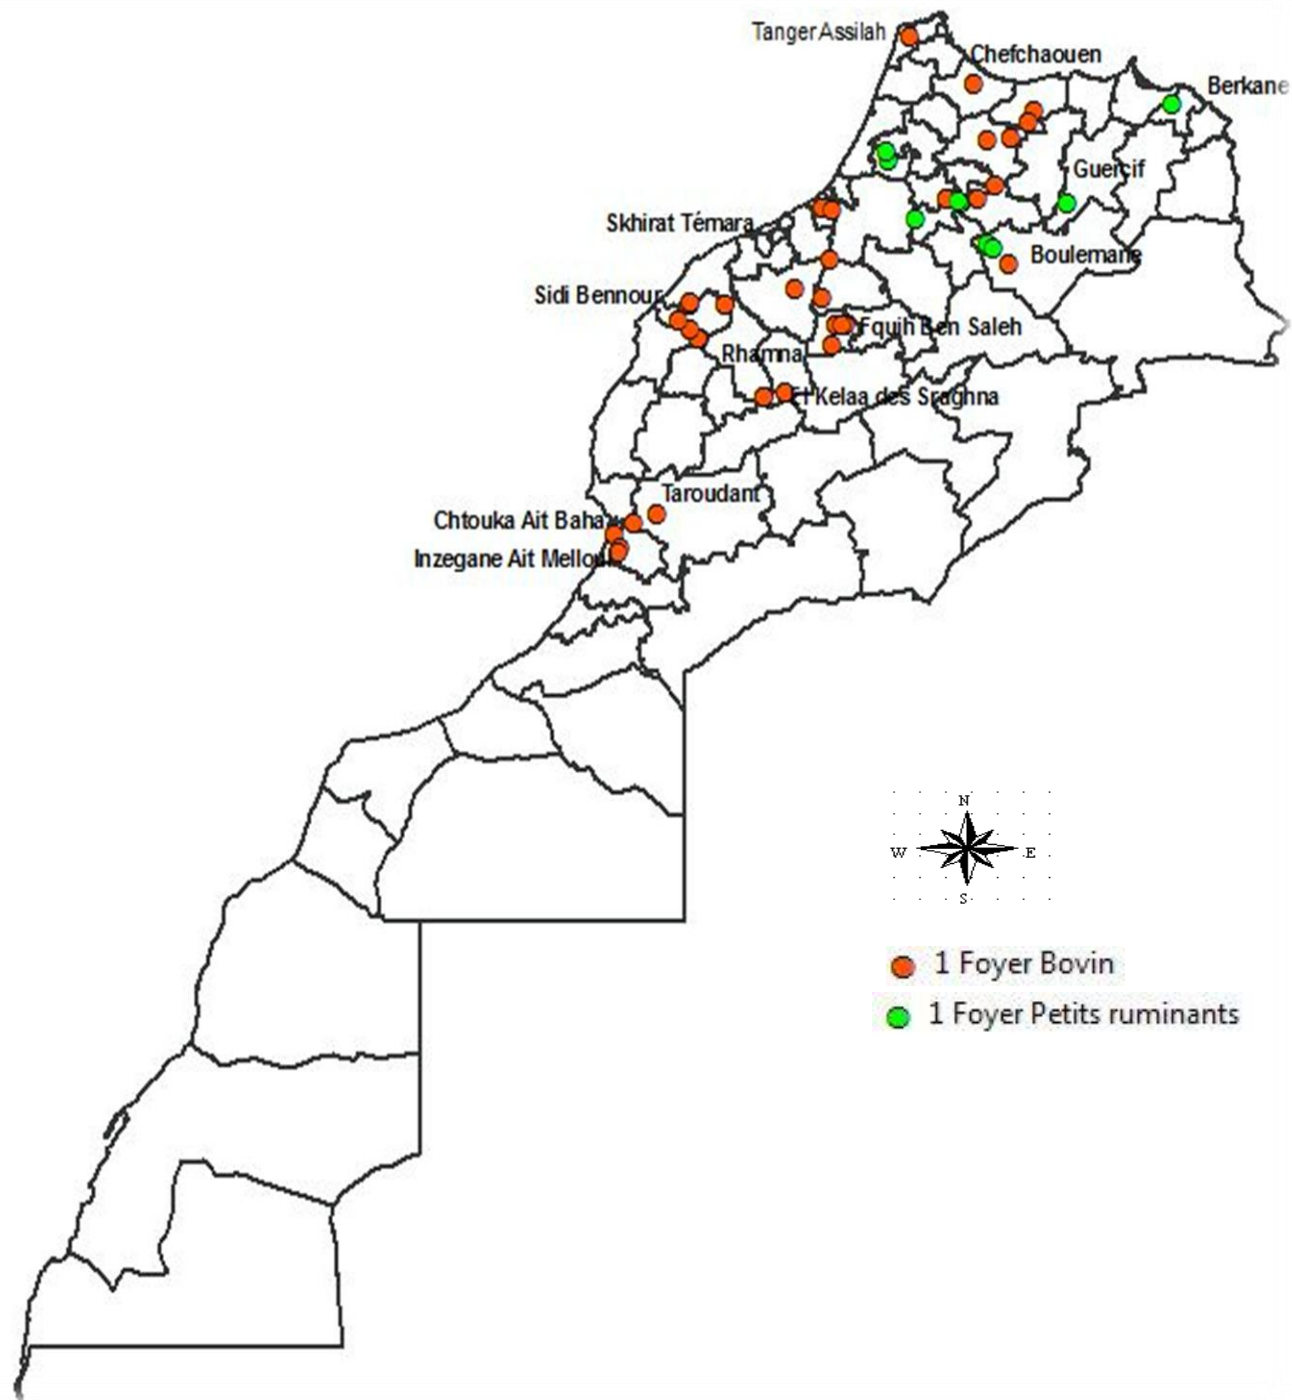 Tanger Assilah
Chefchaouen
Berkane
Guercif
Skhirat Témara
Boulemane
Sidi Bennour
Fquih Ben Saleh
Rhamna
El Kelaa des Sraghna
Taroudant
Chtouka Ait Baha
Inzegane Ait Melloul
N
W E
S
1 Foyer Bovin
1 Foyer Petits ruminants